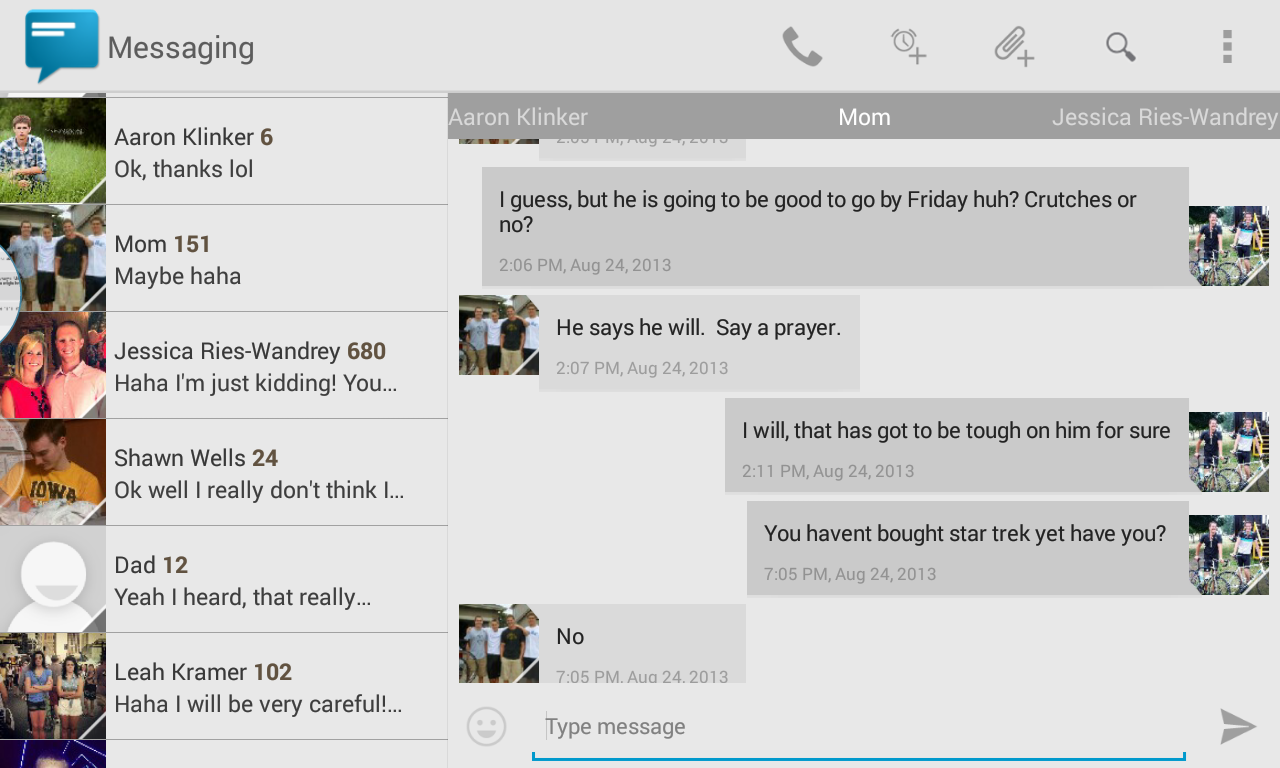 Messaging
Aaron Klinker 6
Ok, thanks lol
Mom 151
Maybe haha
Jessica Ries-Wandrey 680
Haha I'm just kidding! You...
Shawn Wells 24
Ok well I really don't think I...
IOWA
Dad 12
Yeah I heard, that really...
Leah Kramer 102
Haha I will be very careful!...
Aaron Klinker
Mom
Jessica Ries-Wandrey
I guess, but he is going to be good to go by Friday huh? Crutches or
no?
2:06 PM, Aug 24, 2013
He says he will.  Say a prayer.
2:07 PM, Aug 24, 2013
I will, that has got to be tough on him for sure
2:11 PM, Aug 24, 2013
You havent bought star trek yet have you?
7:05 PM, Aug 24, 2013
No
7:05 PM, Aug 24, 2013
Type message